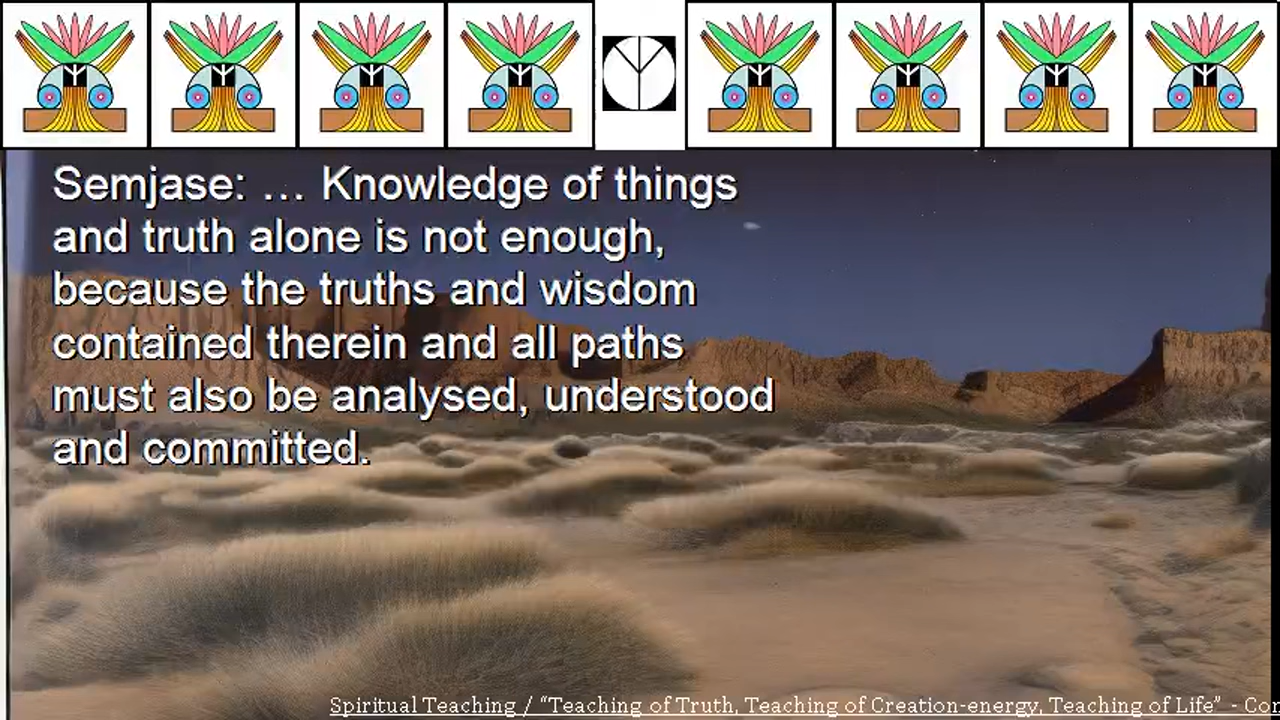 Semjase: … Knowledge of things
and truth alone is not enough,
because the truths and wisdom
contained therein and all paths
must also be analysed, understood
and committed.
Spiritual Teaching / “Teaching of Truth, Teaching of Creation-energy, Teaching of Life” - Con